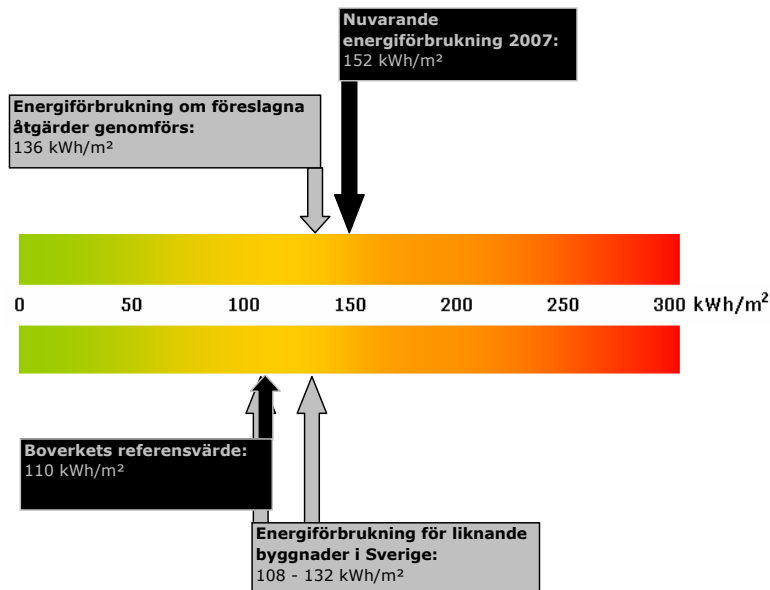 Nuvarande
energiförbrukning 2007:
152 kWh/m²
Energiförbrukning om föreslagna
åtgärder genomförs:
136 kWh/m²
0 50 100 150 200 250 300 kWh/m²
Boverkets referensvärde:
110 kWh/m²
Energiförbrukning för liknande
byggnader i Sverige:
108 - 132 kWh/m²